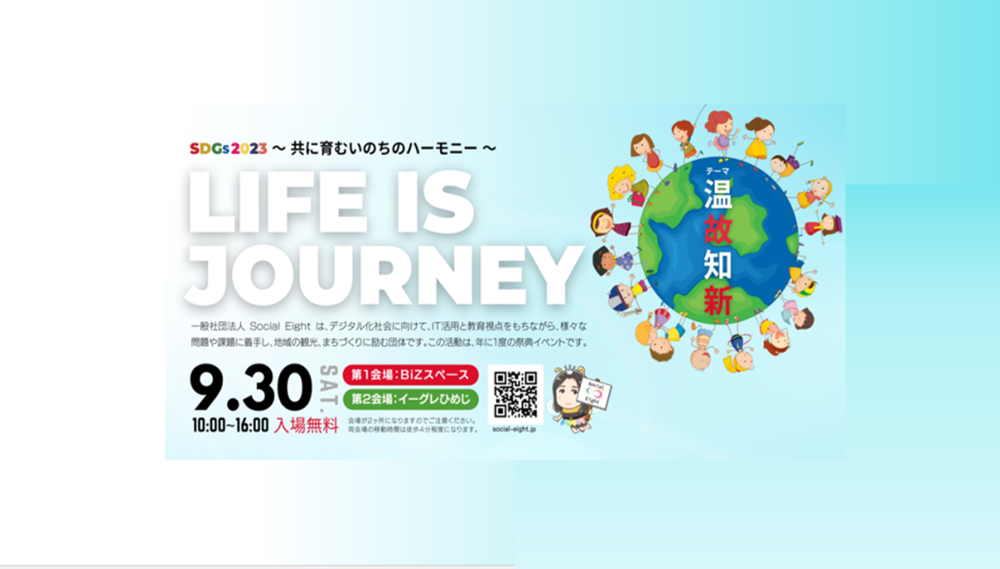 SDGs2023 ～ 共に育むいのちのハーモニー ～
LIFE IS
JOURNEY
テーマ
温故知新
一般社団法人 Social Eight は、デジタル化社会に向けて、IT活用と教育視点をもちながら、様々な
問題や課題に着手し、地域の観光、まちづくりに励む団体です。この活動は、年に1度の祭典イベントです。
9.30
SAT.
10:00~16:00 入場無料
第1会場：BiZスペース
第2会場：イーグレひめじ
会場が2ヶ所になりますのでご注意ください。
両会場の移動時間は徒歩4分程度になります。
social-eight.jp
Social
Eight